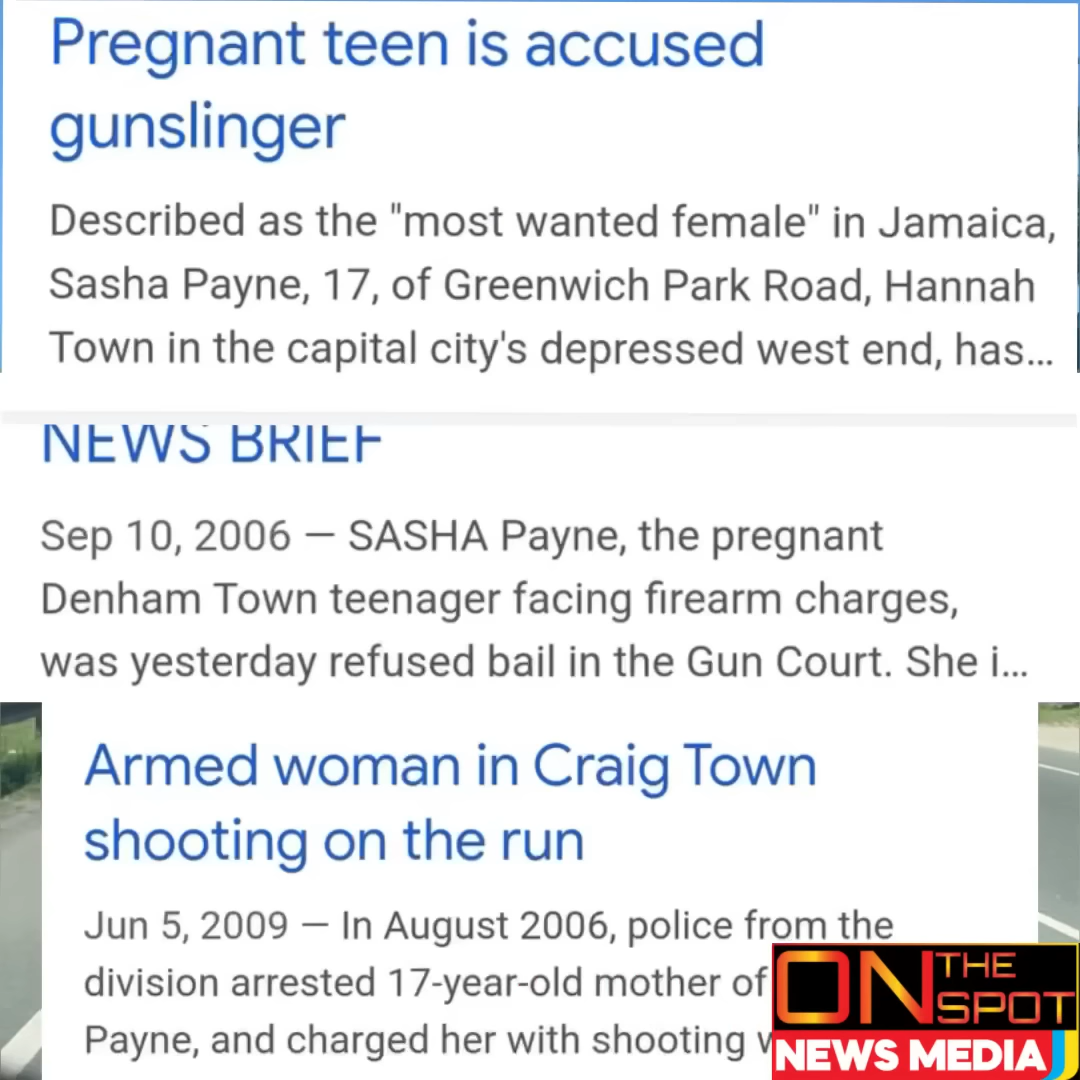 Pregnant teen is accused
gunslinger
Described as the "most wanted female" in Jamaica,
Sasha Payne, 17, of Greenwich Park Road, Hannah
Town in the capital city's depressed west end, has...
NEWS BRIEF
Sep 10, 2006 — SASHA Payne, the pregnant
Denham Town teenager facing firearm charges,
was yesterday refused bail in the Gun Court. She i...
Armed woman in Craig Town
shooting on the run
Jun 5, 2009 — In August 2006, police from the
division arrested 17-year-old mother of
Payne, and charged her with shooting
ON THE
SPOT
NEWS MEDIA